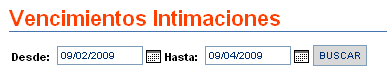 Vencimientos Intimaciones
Desde: 09/02/2009 Hasta: 09/04/2009 BUSCAR